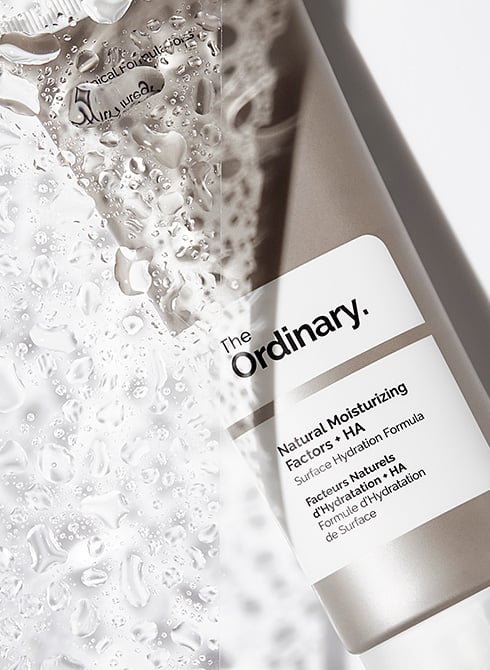 The
Ordinary.
Natural Moisturizing
Factors + HA
Surface Hydration Formula
Facteurs Naturels
d'Hydratation + HA
Formule d'Hydratation
de Surface